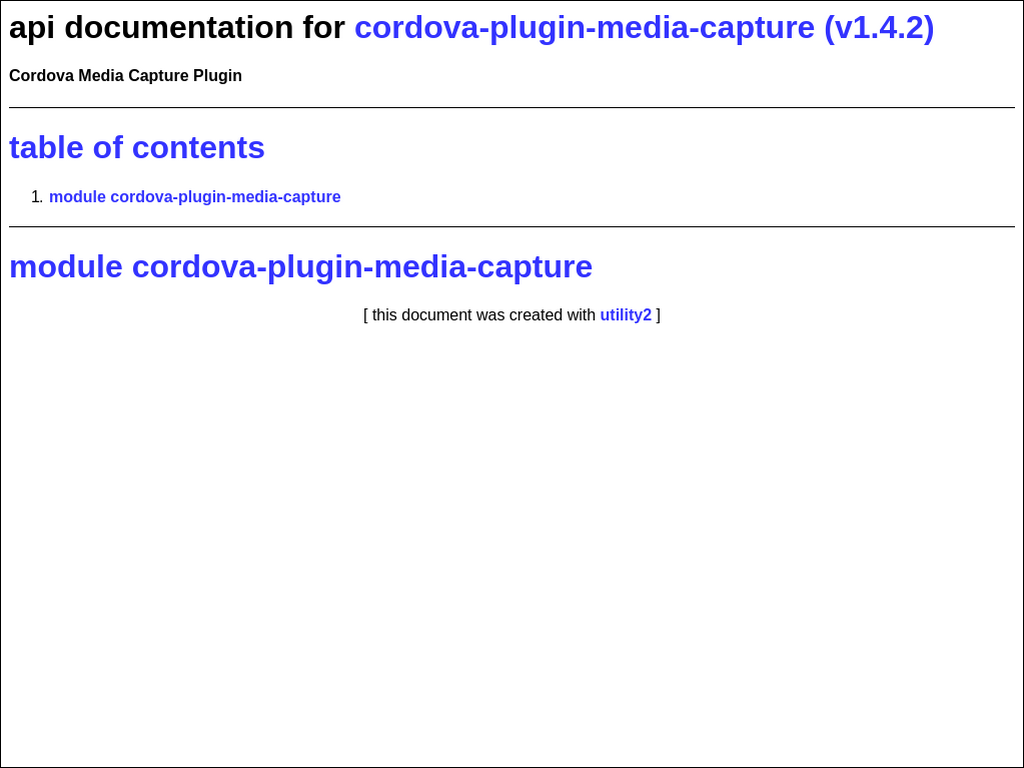 api documentation for cordova-plugin-media-capture (v1.4.2)
Cordova Media Capture Plugin
table of contents
1. module cordova-plugin-media-capture
module cordova-plugin-media-capture
[ this document was created with utility2 ]